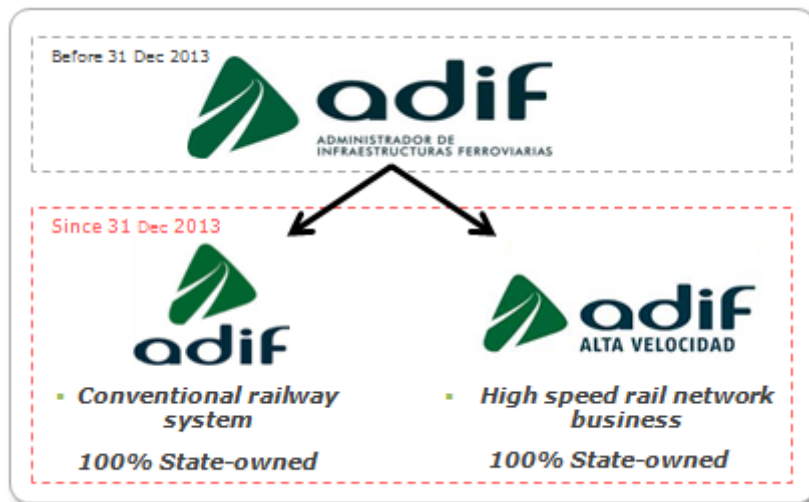 Before 31 Dec 2013
adif
ADMINISTRADOR DE
INFRAESTRUCTURAS FERROVIARIAS
Since 31 Dec 2013
adif
▪ Conventional railway
system
100% State-owned
adif
ALTA VELOCIDAD
▪ High speed rail network
business
100% State-owned